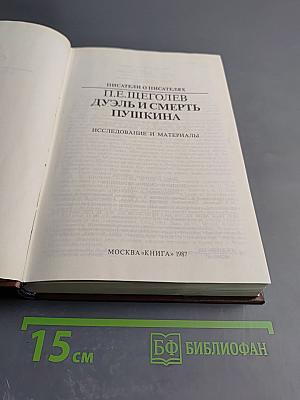 ПИСАТЕЛИ О ПИСАТЕЛЯХ
П.Е.ЩЕГОЛЕВ
ДУЭЛЬ И СМЕРТЬ
ПУШКИНА
ИССЛЕДОВАНИЕ И МАТЕРИАЛЫ
МОСКВА «КНИГА» 1987
15 см
БФ БИБЛИОФАН